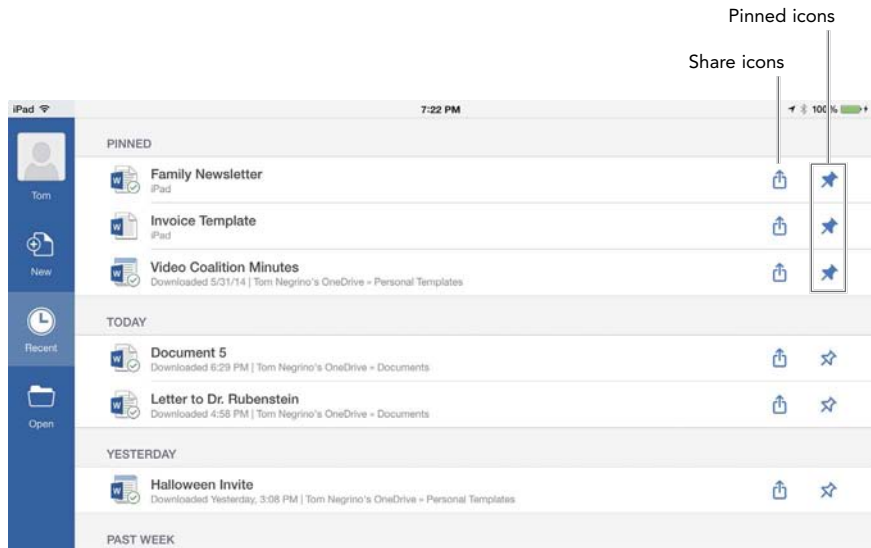 Pinned icons
Share icons
iPad
7:22 PM
100%
Tom
New
Recent
Open
PINNED
Family Newsletter
iPad
Invoice Template
iPad
Video Coalition Minutes
Downloaded 5/31/14 | Tom Negrino's OneDrive » Personal Templates
TODAY
Document 5
Downloaded 6:29 PM | Tom Negrino's OneDrive » Documents
Letter to Dr. Rubenstein
Downloaded 4:58 PM | Tom Negrino's OneDrive » Documents
YESTERDAY
Halloween Invite
Downloaded Yesterday, 3:08 PM | Tom Negrino's OneDrive » Personal Templates
PAST WEEK